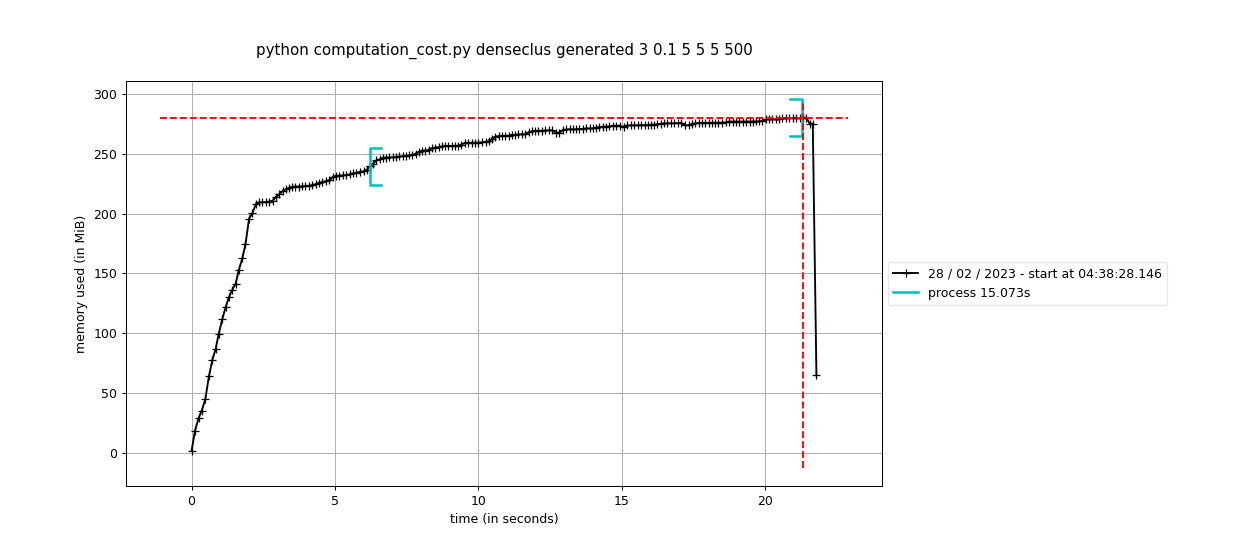 python computation_cost.py denseclus generated 3 0.1 5 5 5 500
memory used (in MiB)
300
250
200
150
100
50
0
0 5 10 15 20
time (in seconds)
28 / 02 / 2023 - start at 04:38:28.146
process 15.073s